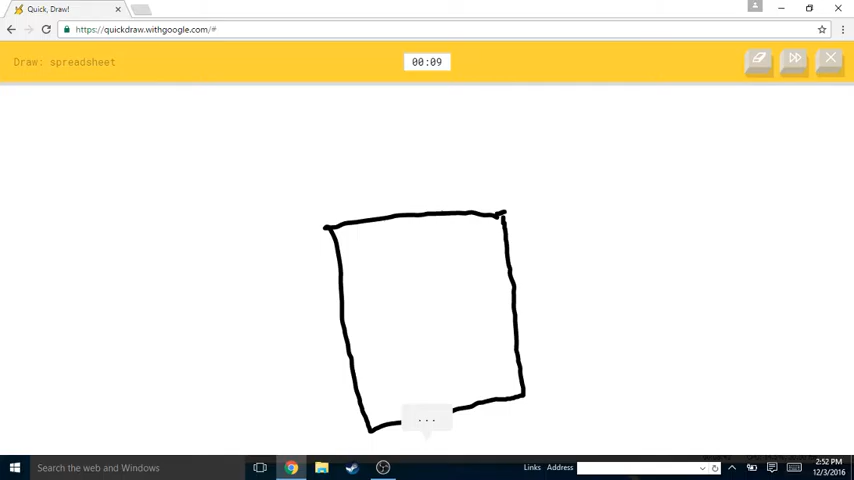 Quick, Draw!
https://quickdraw.withgoogle.com/#
Draw: spreadsheet
00:09
...
Search the web and Windows
Links
Address
2:52 PM
12/3/2016